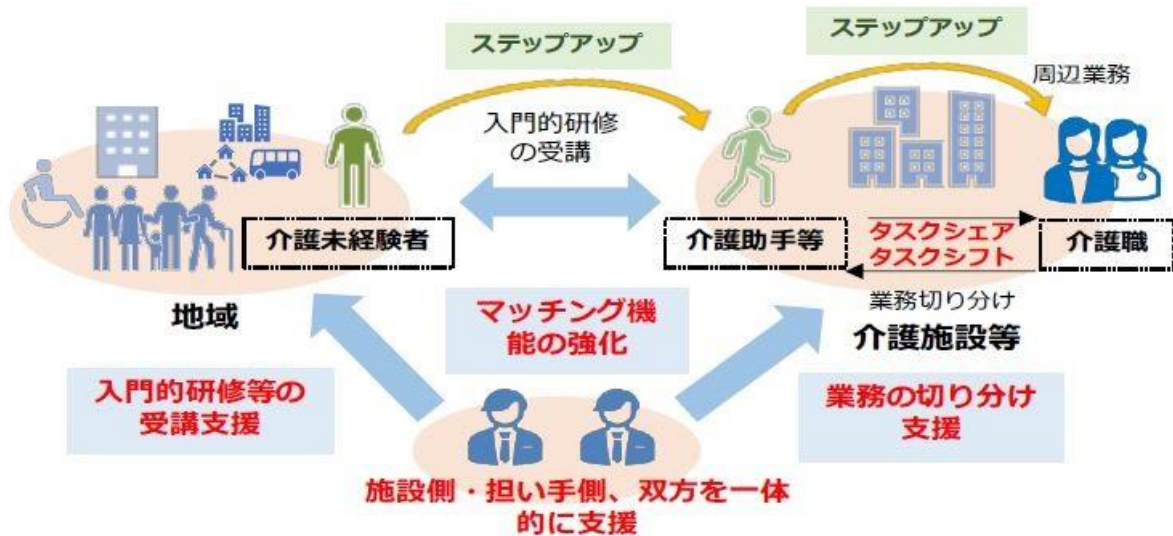 ステップアップ
ステップアップ
周辺業務
入門的研修
の受講
介護未経験者
介護助手等
タスクシェア
タスクシフト
介護職
地域
マッチング機
能の強化
業務切り分け
介護施設等
入門的研修等の
受講支援
業務の切り分け
支援
施設側・担い手側、双方を一体
的に支援